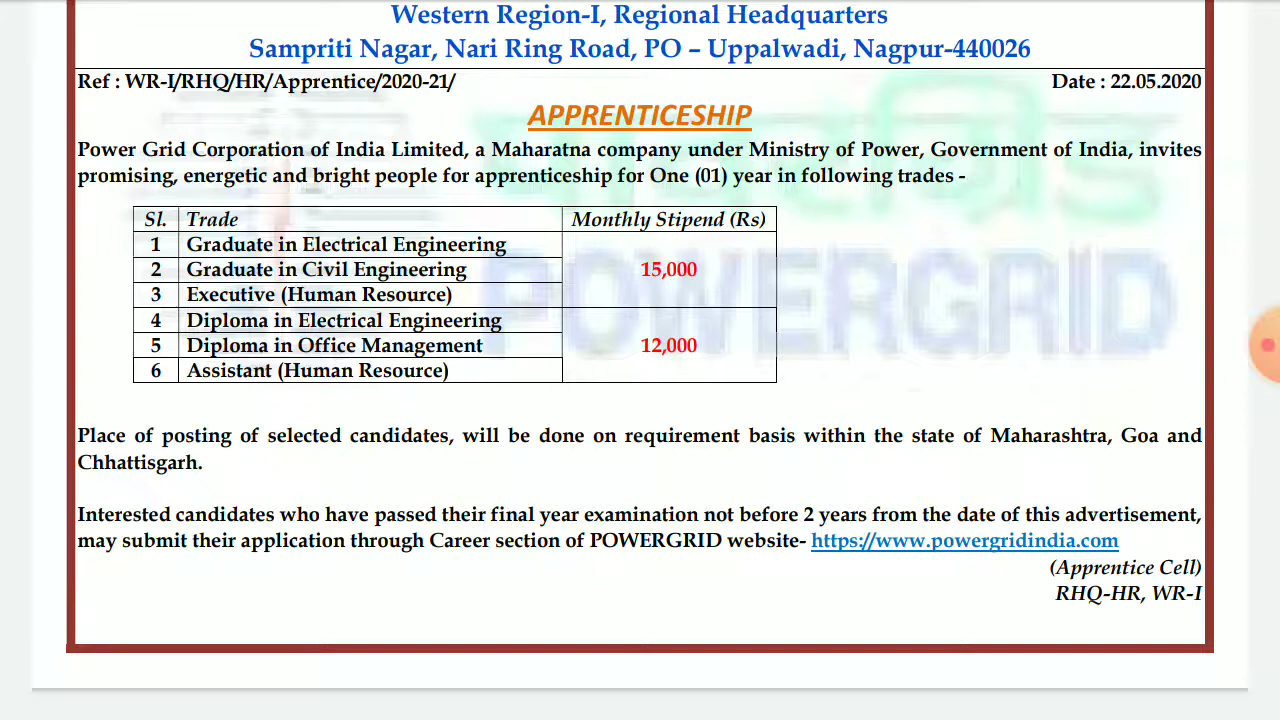 Western Region-I, Regional Headquarters
Sampriti Nagar, Nari Ring Road, PO – Uppalwadi, Nagpur-440026
Ref : WR-I/RHQ/HR/Apprentice/2020-21/ Date : 22.05.2020
APPRENTICESHIP
Power Grid Corporation of India Limited, a Maharatna company under Ministry of Power, Government of India, invites
promising, energetic and bright people for apprenticeship for One (01) year in following trades -
Sl. Trade Monthly Stipend (Rs)
1 Graduate in Electrical Engineering
2 Graduate in Civil Engineering 15,000
3 Executive (Human Resource)
4 Diploma in Electrical Engineering
5 Diploma in Office Management 12,000
6 Assistant (Human Resource)
पावरग्रिड
POWERGRID
Place of posting of selected candidates, will be done on requirement basis within the state of Maharashtra, Goa and
Chhattisgarh.
Interested candidates who have passed their final year examination not before 2 years from the date of this advertisement,
may submit their application through Career section of POWERGRID website- https://www.powergridindia.com
(Apprentice Cell)
RHQ-HR, WR-I